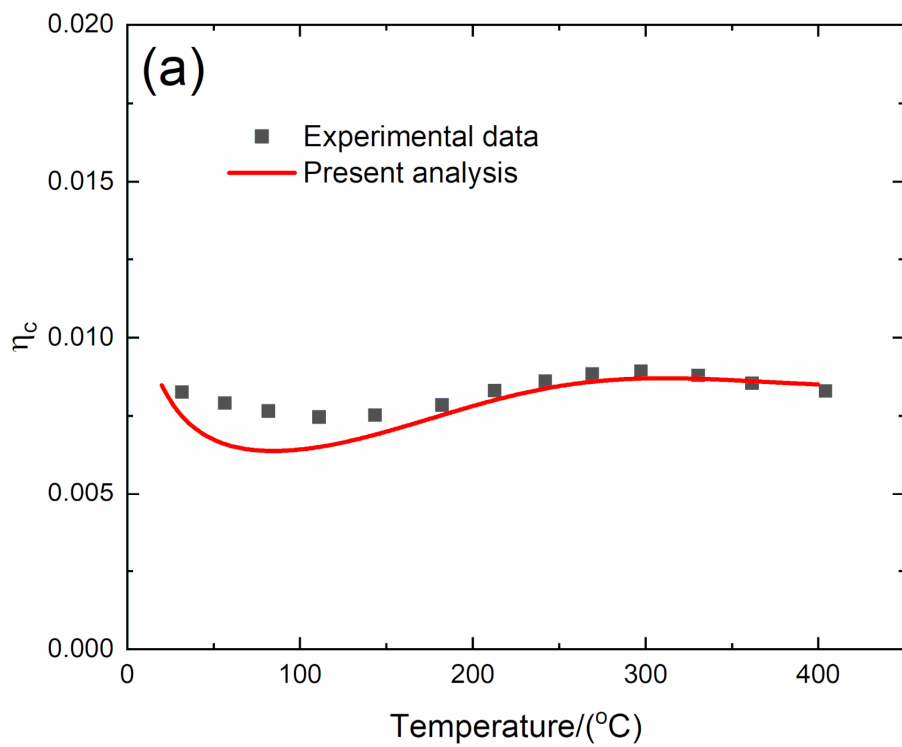 (a)
Experimental data
Present analysis
0.020
0.015
0.010
0.005
0.000
ηc
0
100
200
300
400
Temperature/(°C)